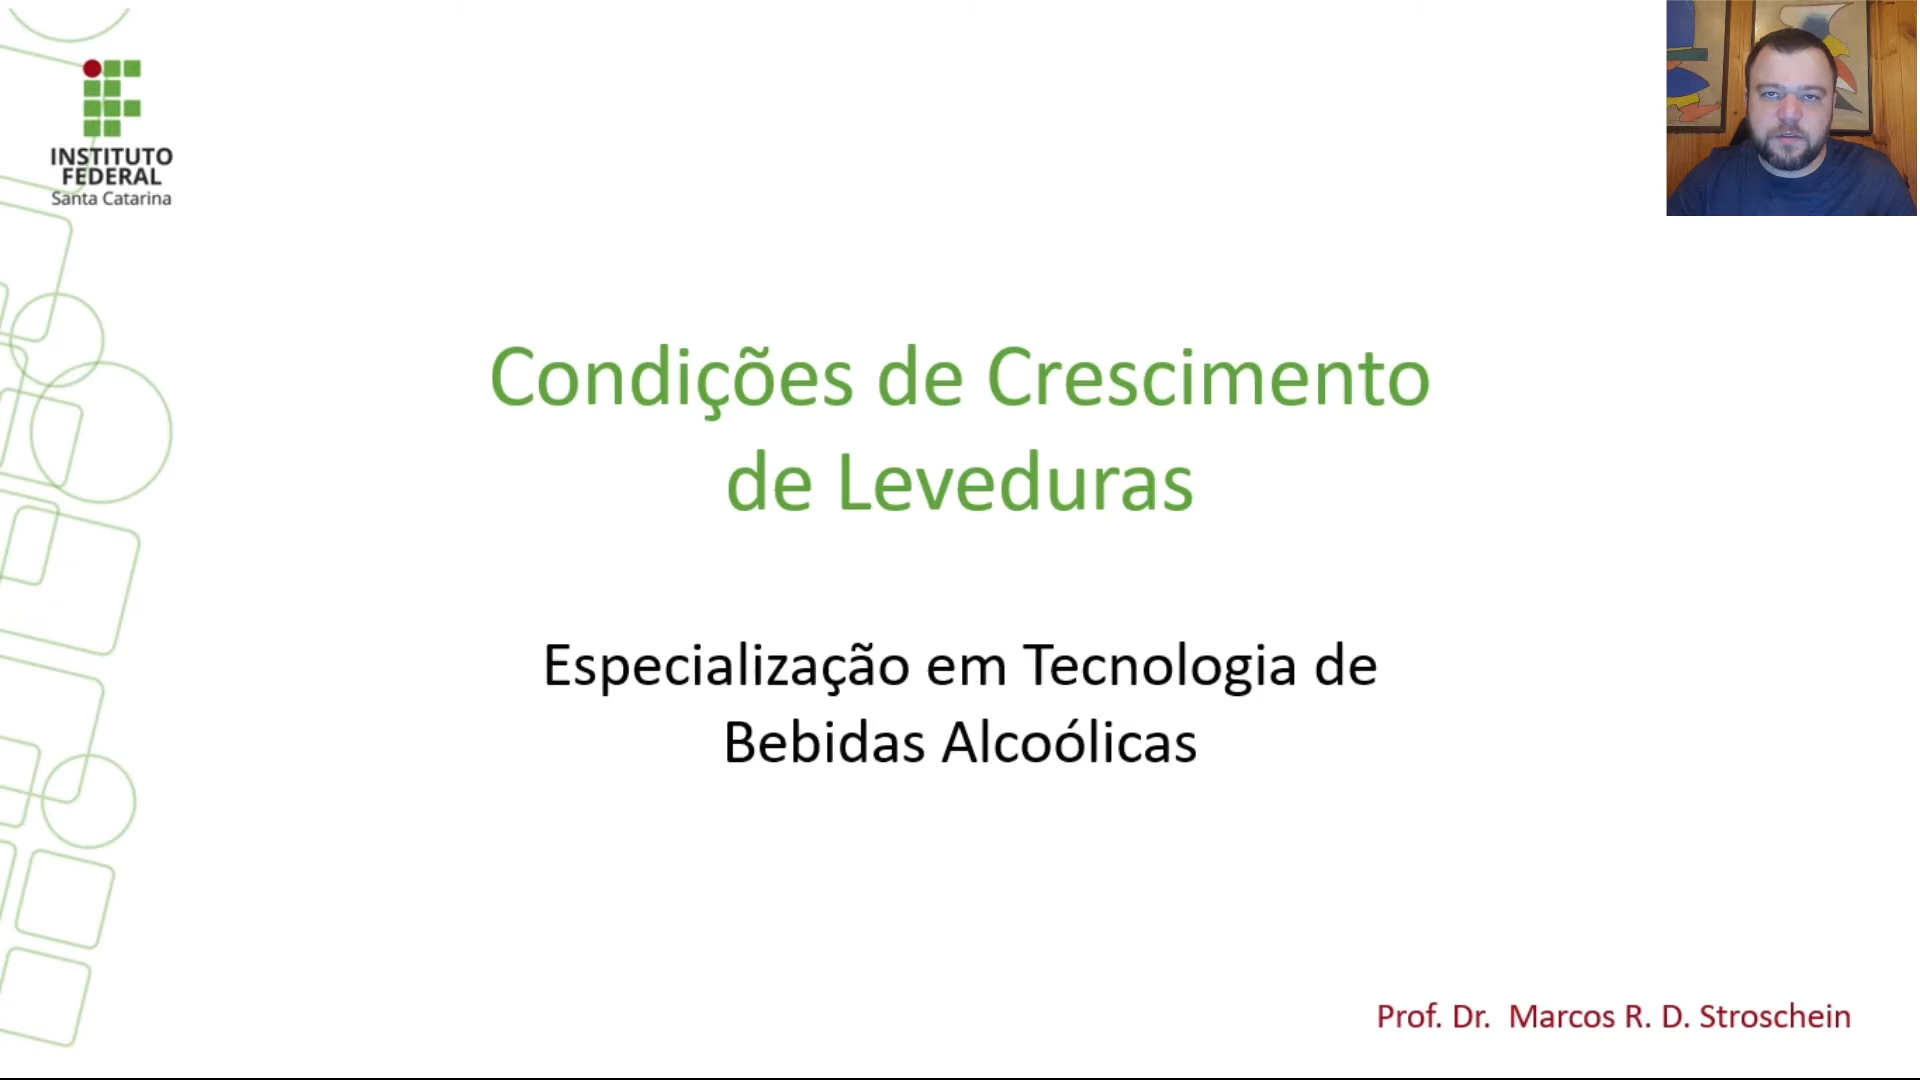 INSTITUTO
FEDERAL
Santa Catarina
Condições de Crescimento
de Leveduras
Especialização em Tecnologia de
Bebidas Alcoólicas
Prof. Dr. Marcos R. D. Stroschein